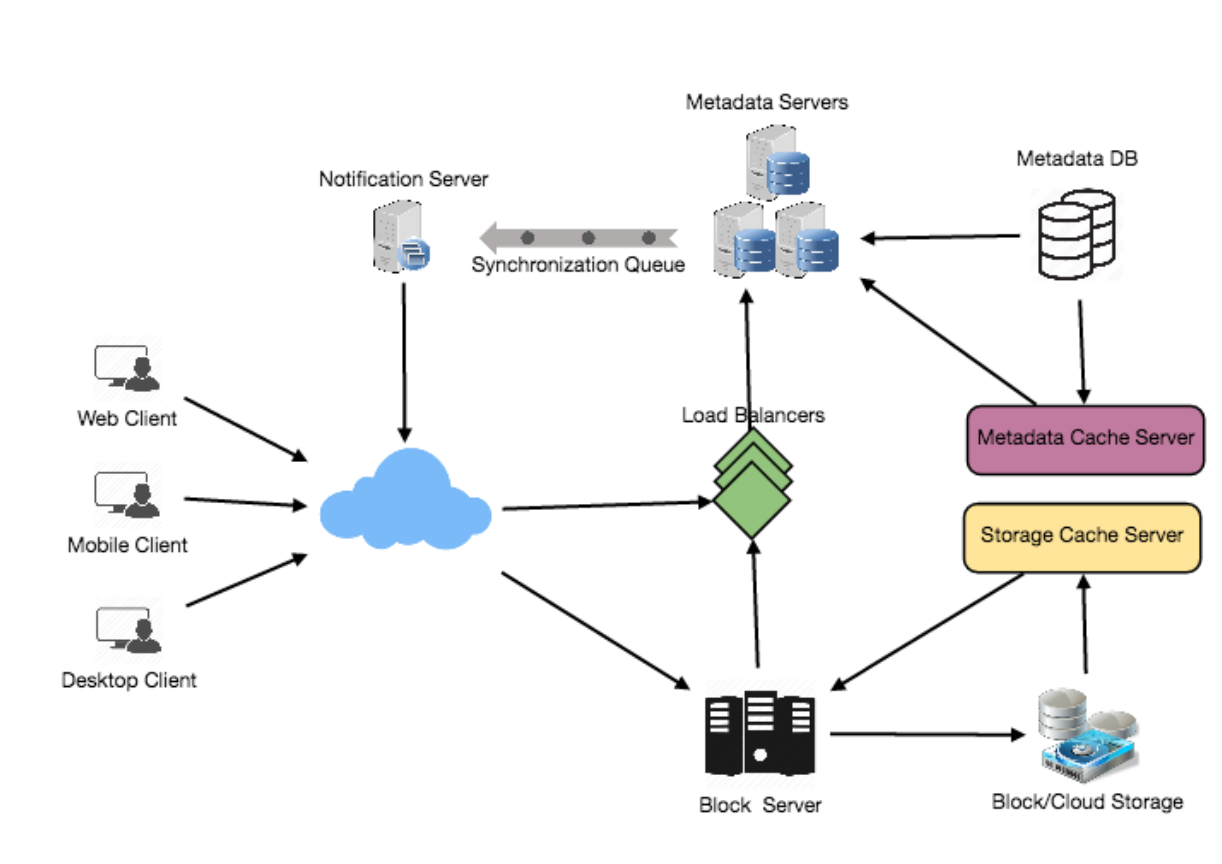 Metadata Servers
Metadata DB
Notification Server
Synchronization Queue
Web Client
Load Balancers
Metadata Cache Server
Storage Cache Server
Mobile Client
Desktop Client
Block Server
Block/Cloud Storage